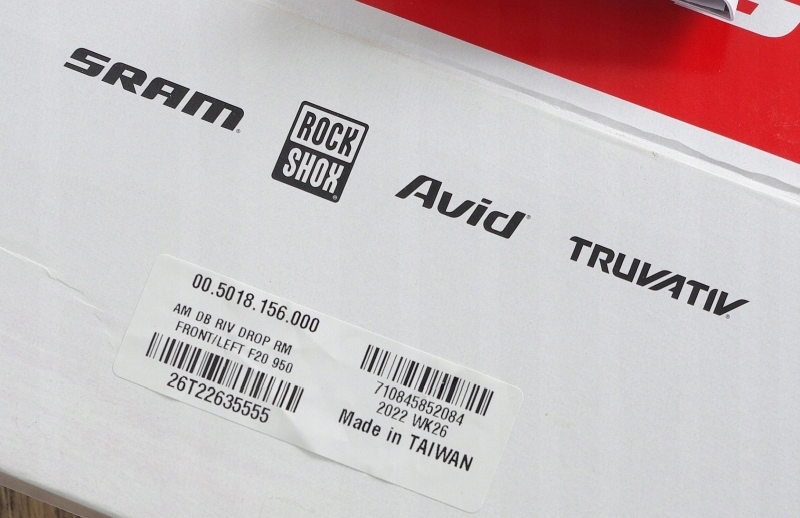 SRAM
ROCK
SHOX
Avid
TRUVATIV
00.5018.156.000
AM DB RIV DROP RM
FRONT/LEFT F20 950
26T22635555
710845852084
2022 WK26
Made in TAIWAN